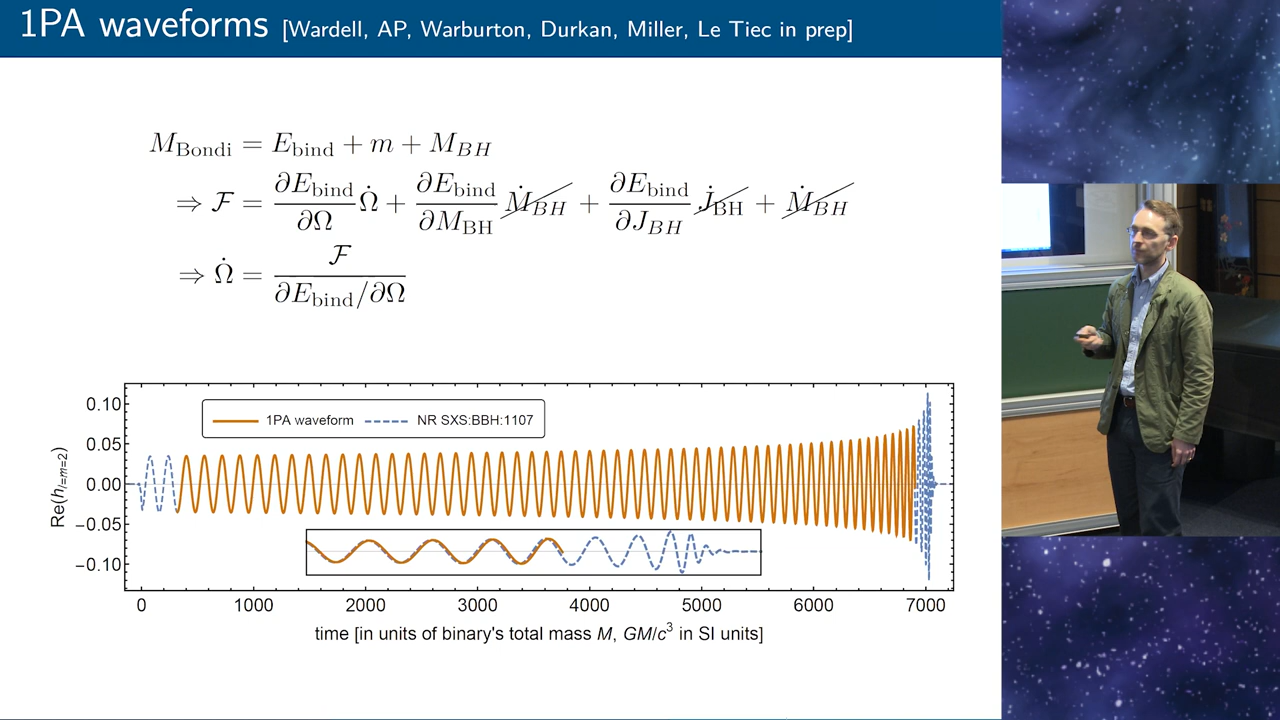 1PA waveforms [Wardell, AP, Warburton, Durkan, Miller, Le Tiec in prep]
M_Bondi = E_bind + m + M_BH
⇒ ℱ = ∂E_bind/∂Ω Ω̇ + ∂E_bind/∂M_BH Ṁ_BH + ∂E_bind/∂J_BH J̇_BH + Ṁ_BH
⇒ Ω̇ = ℱ / (∂E_bind/∂Ω)
1PA waveform NR SXS:BBH:1107
Re(h_l=m=2)
0.10
0.05
0.00
−0.05
−0.10
0 1000 2000 3000 4000 5000 6000 7000
time [in units of binary's total mass M, GM/c³ in SI units]